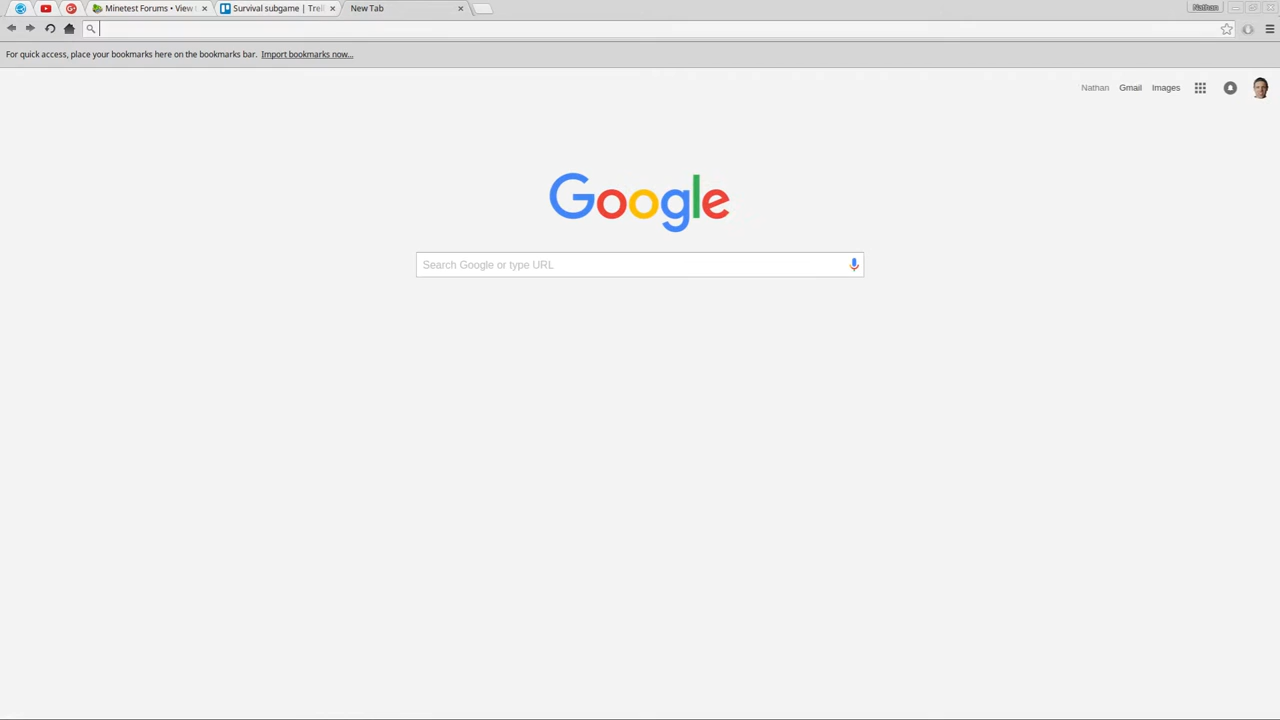 Minetest Forums • View
Survival subgame | Trell
New Tab
Nathan
For quick access, place your bookmarks here on the bookmarks bar. Import bookmarks now...
Nathan Gmail Images
Google
Search Google or type URL